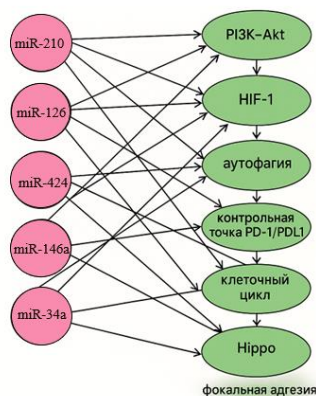 miR-210
PI3K–Akt
miR-126
HIF-1
miR-424
аутофагия
miR-146a
контрольная
точка PD-1/PDL1
miR-34a
клеточный
цикл
Hippo
фокальная адгезия